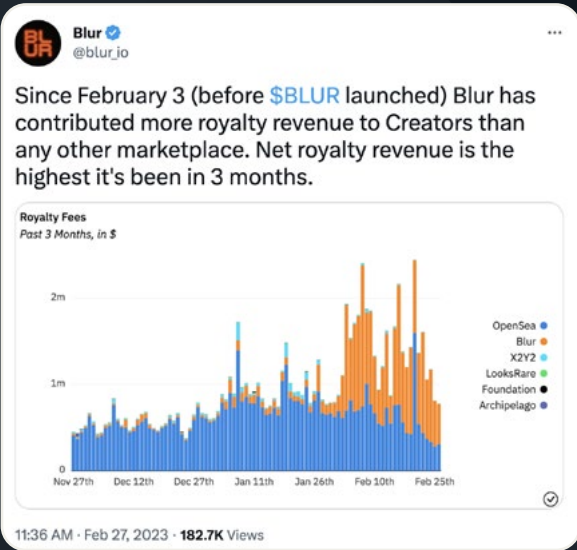 BL
UR
Blur
@blur_io
Since February 3 (before $BLUR launched) Blur has
contributed more royalty revenue to Creators than
any other marketplace. Net royalty revenue is the
highest it's been in 3 months.
Royalty Fees
Past 3 Months, in $
2m
1m
0
OpenSea
Blur
X2Y2
LooksRare
Foundation
Archipelago
Nov 27th Dec 12th Dec 27th Jan 11th Jan 26th Feb 10th Feb 25th
11:36 AM · Feb 27, 2023 · 182.7K Views